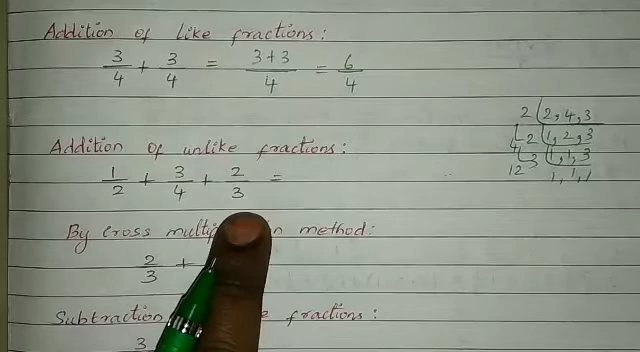 Addition of like fractions:
3/4 + 3/4 = 3+3/4 = 6/4
2 | 2, 4, 3
2 | 1, 2, 3
4
3 | 1, 1, 3
12 1, 1, 1
Addition of unlike fractions:
1/2 + 3/4 + 2/3 =
By Cross method:
2/3 +
Subtraction fractions:
3